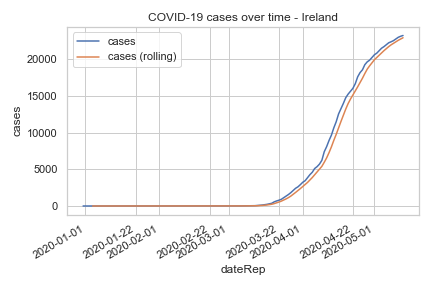 COVID-19 cases over time - Ireland
cases
cases (rolling)
cases
20000
15000
10000
5000
0
2020-01-01
2020-01-22
2020-02-01
2020-02-22
2020-03-01
2020-03-22
2020-04-01
2020-04-22
2020-05-01
dateRep